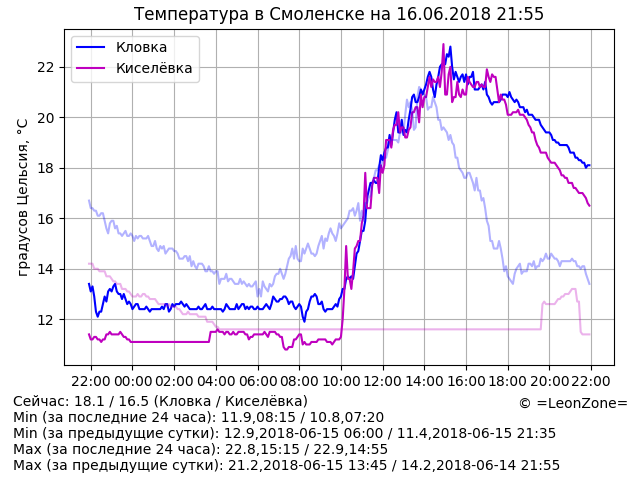 Температура в Смоленске на 16.06.2018 21:55
Кловка
Киселёвка
градусов Цельсия, °C
22
20
18
16
14
12
22:00 00:00 02:00 04:00 06:00 08:00 10:00 12:00 14:00 16:00 18:00 20:00 22:00
Сейчас: 18.1 / 16.5 (Кловка / Киселёвка)
© =LeonZone=
Min (за последние 24 часа): 11.9,08:15 / 10.8,07:20
Min (за предыдущие сутки): 12.9,2018-06-15 06:00 / 11.4,2018-06-15 21:35
Max (за последние 24 часа): 22.8,15:15 / 22.9,14:55
Max (за предыдущие сутки): 21.2,2018-06-15 13:45 / 14.2,2018-06-14 21:55